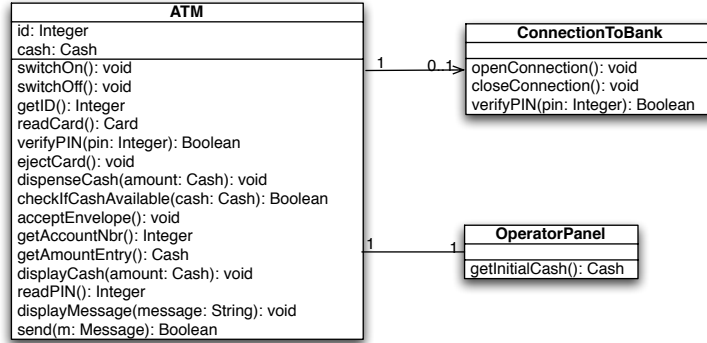 ATM
id: Integer
cash: Cash
switchOn(): void
switchOff(): void
getID(): Integer
readCard(): Card
verifyPIN(pin: Integer): Boolean
ejectCard(): void
dispenseCash(amount: Cash): void
checkIfCashAvailable(cash: Cash): Boolean
acceptEnvelope(): void
getAccountNbr(): Integer
getAmountEntry(): Cash
displayCash(amount: Cash): void
readPIN(): Integer
displayMessage(message: String): void
send(m: Message): Boolean
1 0..1
ConnectionToBank
openConnection(): void
closeConnection(): void
verifyPIN(pin: Integer): Boolean
1 1
OperatorPanel
getInitialCash(): Cash